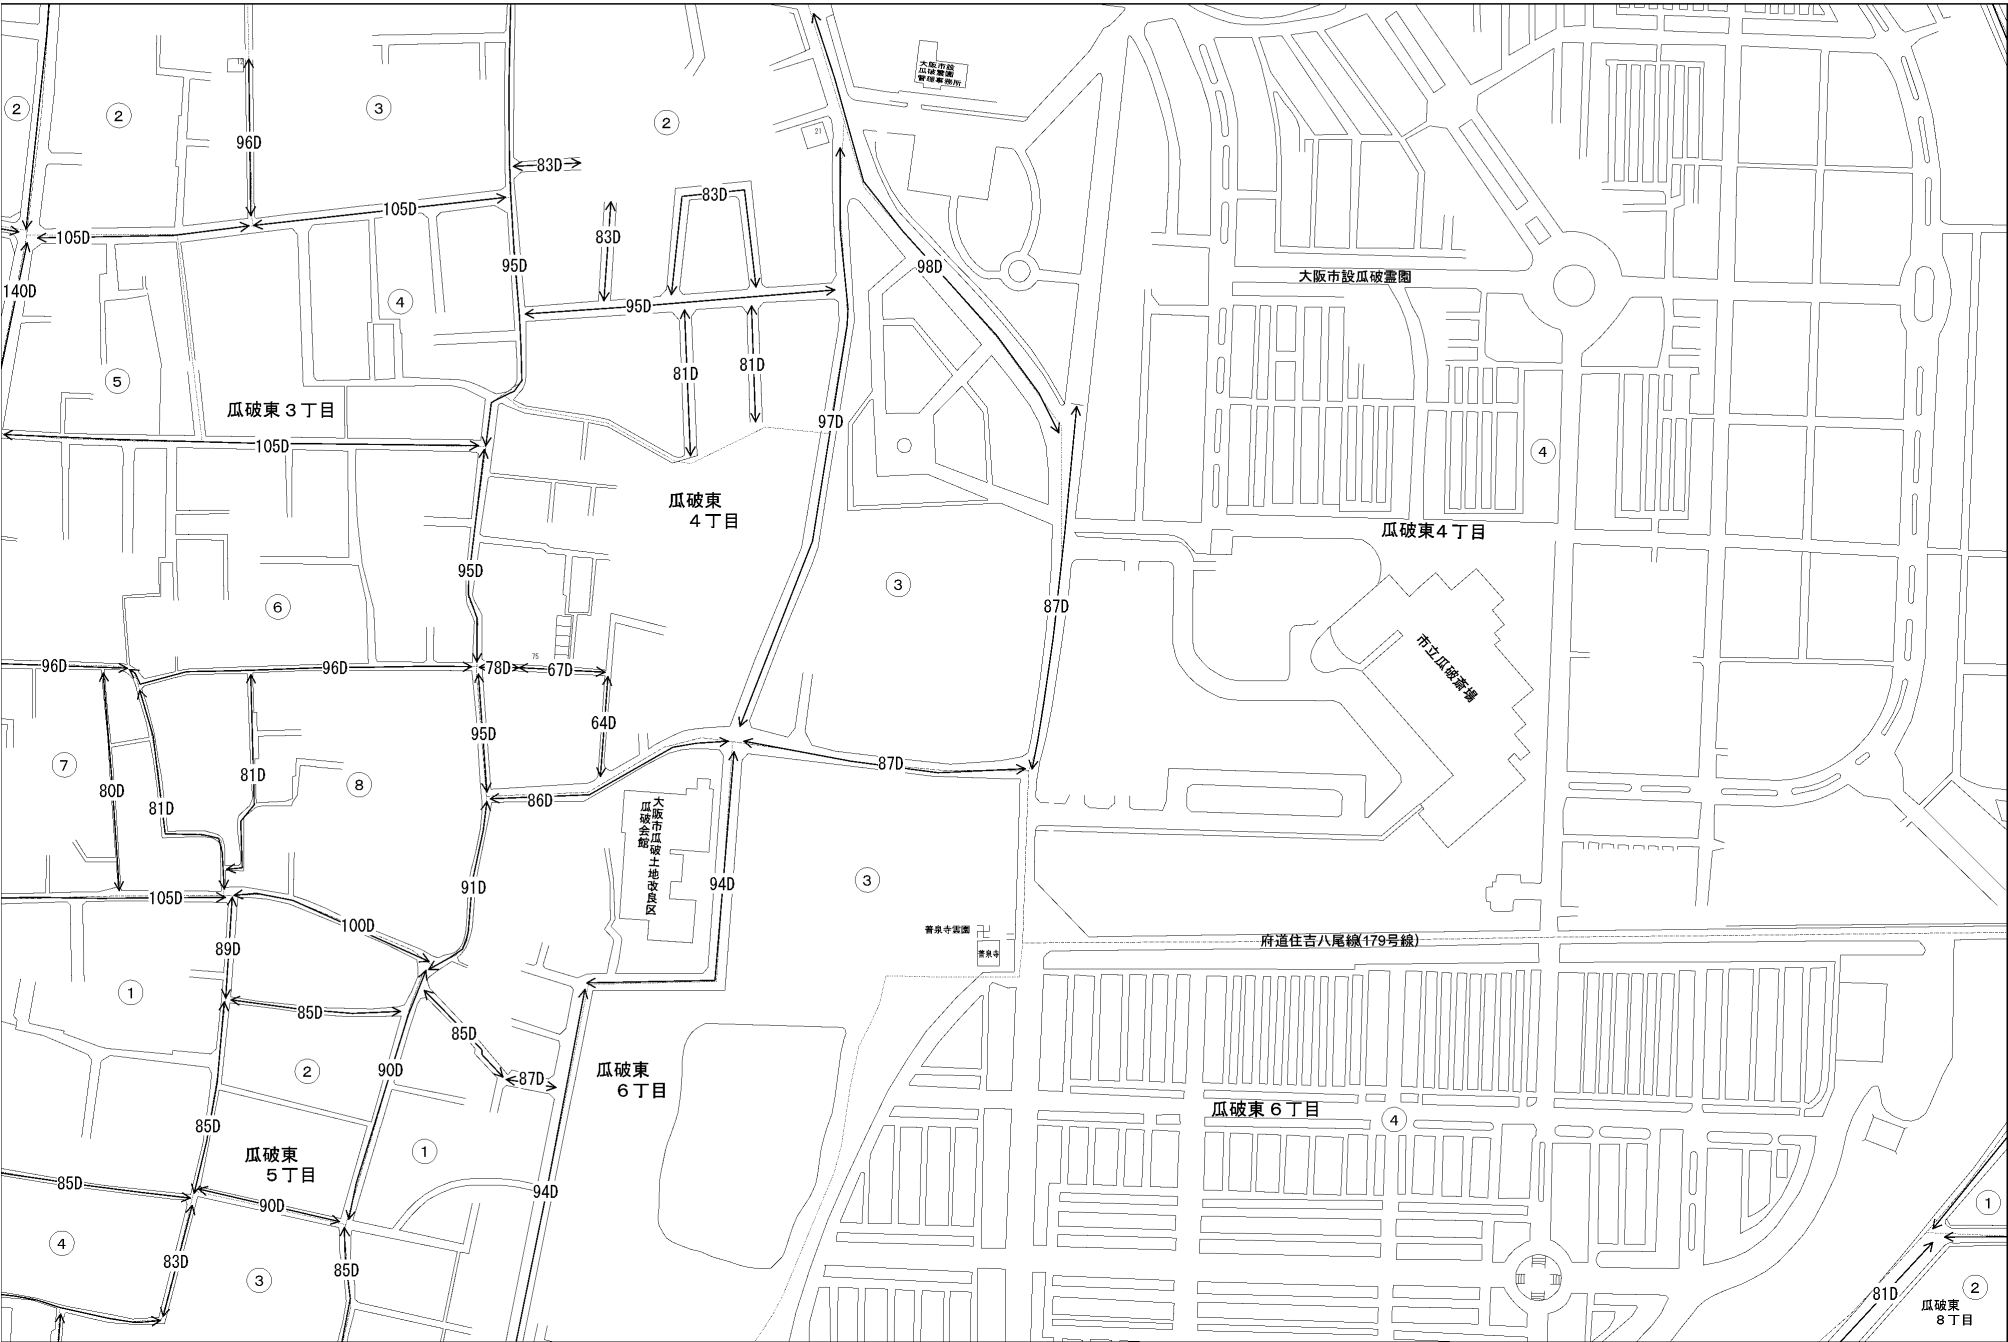 大阪市設
瓜破霊園
管理事務所
12
②
②
③
②
21
96D
83D
83D
105D
105D
83D
95D
98D
140D
大阪市設瓜破霊園
④
95D
81D
81D
⑤
瓜破東３丁目
97D
105D
④
瓜破東
４丁目
瓜破東４丁目
95D
③
⑥
87D
75
96D
96D
78D
67D
市立瓜破斎場
64D
95D
⑦
81D
⑧
80D
81D
86D
87D
大阪市瓜破土地改良区
瓜破会館
91D
94D
③
105D
100D
善泉寺霊園
善泉寺
府道住吉八尾線(179号線)
89D
①
85D
85D
90D
②
87D
瓜破東
６丁目
瓜破東６丁目
④
85D
①
瓜破東
５丁目
85D
94D
90D
①
④
83D
③
85D
81D
②
瓜破東
８丁目